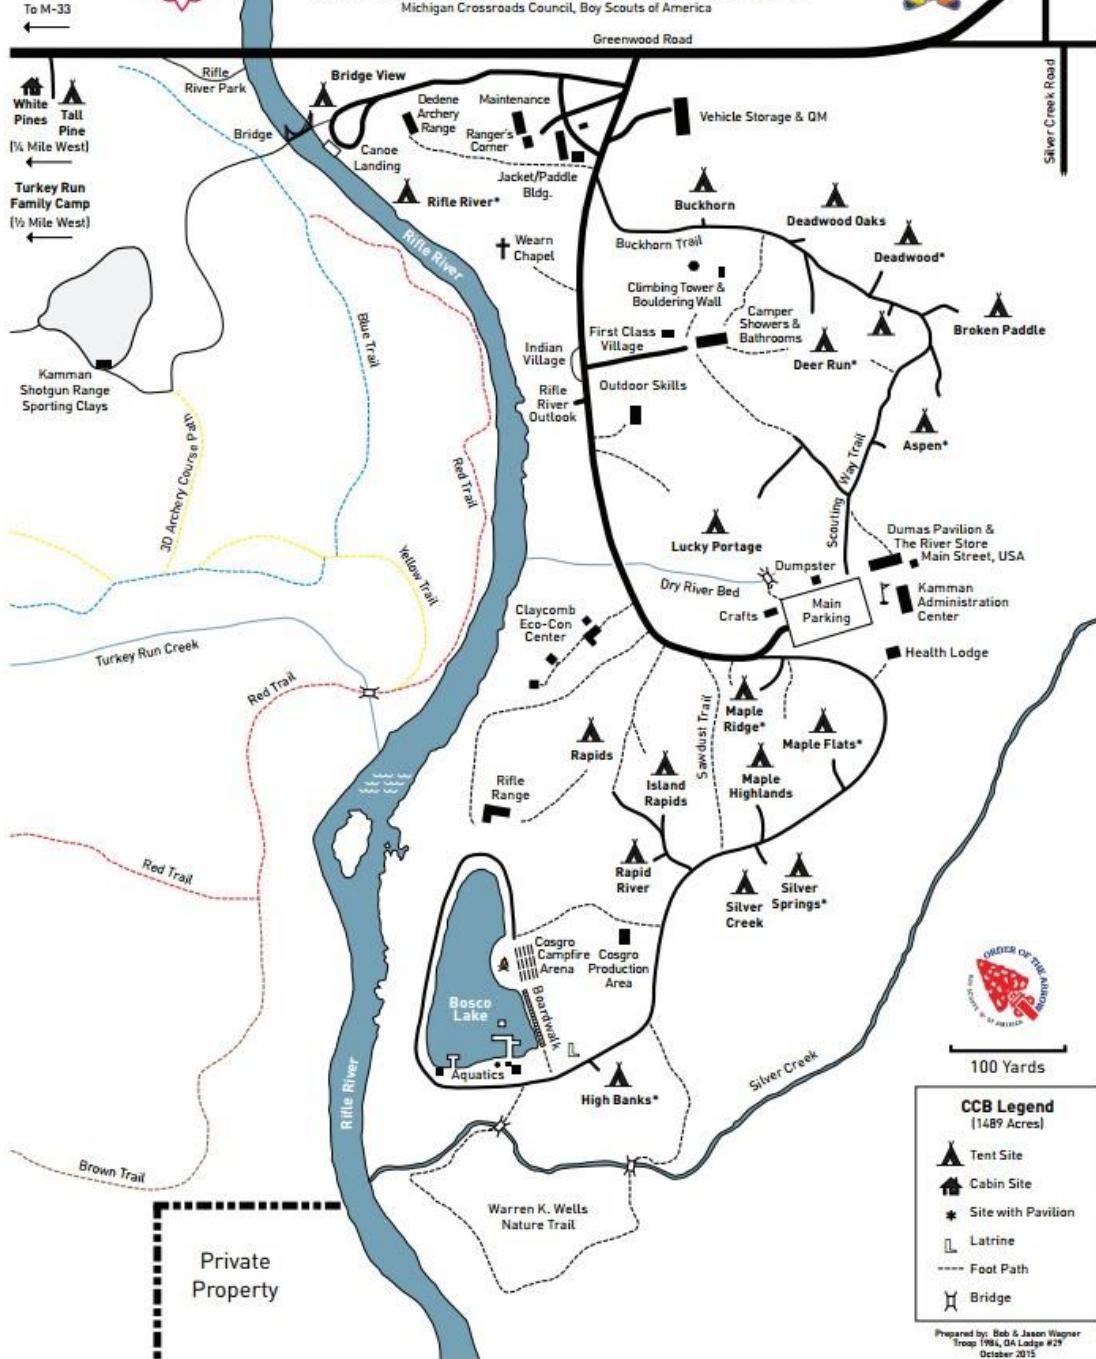 To M-33
Michigan Crossroads Council, Boy Scouts of America
Greenwood Road
Silver Creek Road
White
Pines
Tall
Pine
(¼ Mile West)
Turkey Run
Family Camp
(½ Mile West)
Rifle
River Park
Bridge
Bridge View
Canoe
Landing
Dedene
Archery
Range
Maintenance
Ranger's
Corner
Jacket/Paddle
Bldg.
Vehicle Storage & QM
Rifle River*
Rifle River
Wearn
Chapel
Buckhorn
Buckhorn Trail
Deadwood Oaks
Deadwood*
Broken Paddle
Climbing Tower &
Bouldering Wall
Camper
Showers &
Bathrooms
First Class
Village
Deer Run*
Indian
Village
Rifle
River
Outlook
Outdoor Skills
Aspen*
Kamman
Shotgun Range
Sporting Clays
Blue Trail
3D Archery Course Path
Red Trail
Yellow Trail
Scouting Way Trail
Lucky Portage
Dumas Pavilion &
The River Store
Main Street, USA
Dumpster
Dry River Bed
Crafts
Main
Parking
Kamman
Administration
Center
Health Lodge
Claycomb
Eco-Con
Center
Turkey Run Creek
Red Trail
Sawdust Trail
Maple
Ridge*
Maple Flats*
Maple
Highlands
Rapids
Island
Rapids
Rifle
Range
Rapid
River
Silver
Creek
Silver
Springs*
Red Trail
Cosgro
Campfire
Arena
Cosgro
Production
Area
Bosco
Lake
Boardwalk
L
Aquatics
High Banks*
Silver Creek
Rifle River
Brown Trail
Warren K. Wells
Nature Trail
Private
Property
ORDER OF THE ARROW
BOY SCOUTS OF AMERICA
100 Yards
CCB Legend
(1489 Acres)
Tent Site
Cabin Site
* Site with Pavilion
L Latrine
Foot Path
Bridge
Prepared by: Bob & Jason Wagner
Troop 1984, OA Lodge #29
October 2015